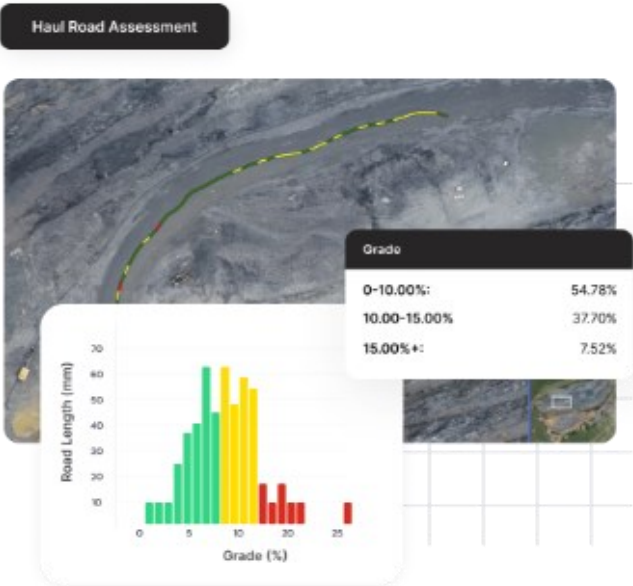 Haul Road Assessment
Grade
0-10.00%: 54.78%
10.00-15.00% 37.70%
15.00%+: 7.52%
Road Length (mm)
70
60
50
40
30
20
10
0 5 10 20 25
Grade (%)